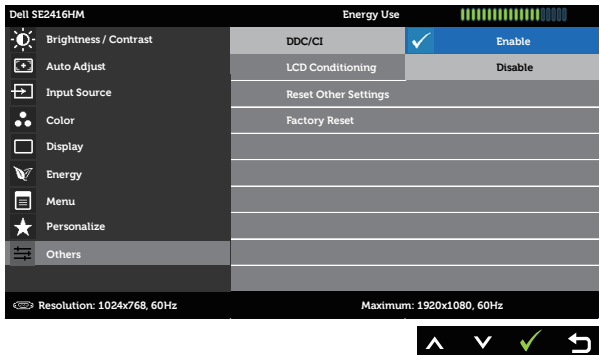 Dell SE2416HM Energy Use
Brightness / Contrast DDC/CI Enable
Auto Adjust LCD Conditioning Disable
Input Source Reset Other Settings
Color Factory Reset
Display
Energy
Menu
Personalize
Others
Resolution: 1024x768, 60Hz Maximum: 1920x1080, 60Hz